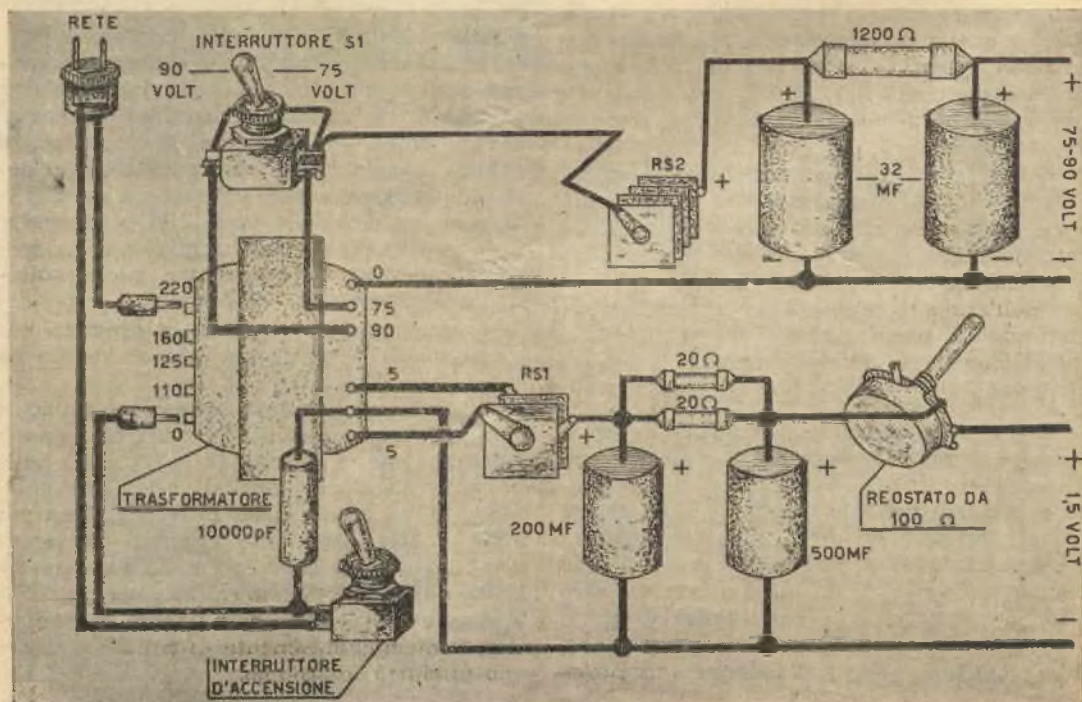 RETE
INTERRUTTORE S1
90 VOLT.
75 VOLT
1200 Ω
+
+
+
75-90 VOLT
-
RS2
+
32 MF
-
-
220
160
125
110
0
0
75
90
5
5
RS1
+
20 Ω
20 Ω
+
+
200 MF
500MF
REOSTATO DA
100 Ω
+
1,5 VOLT
-
TRASFORMATORE
10000pF
INTERRUTTORE
D'ACCENSIONE